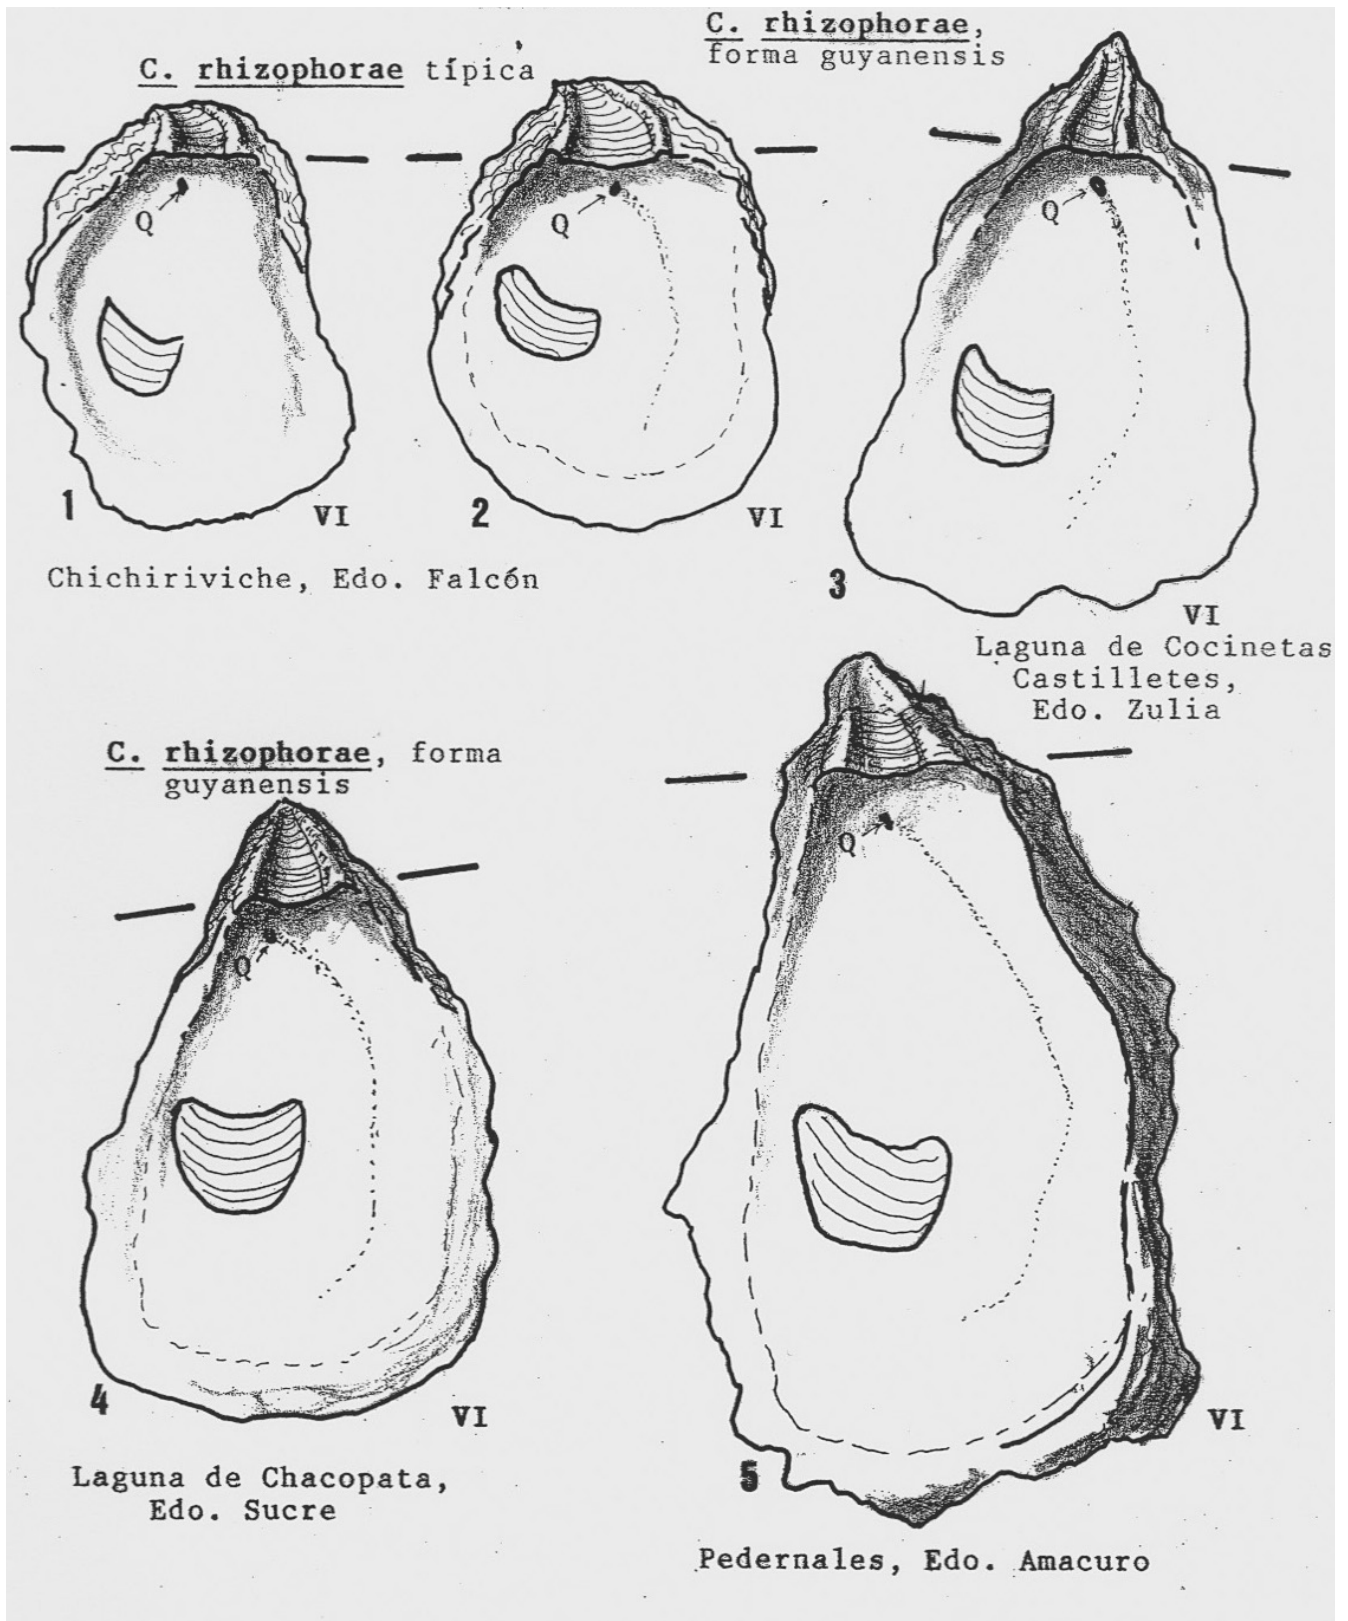 C. rhizophorae típica
Q
1
VI
Q
2
VI
Chichiriviche, Edo. Falcón
C. rhizophorae,
forma guyanensis
Q
3
VI
Laguna de Cocinetas
Castilletes,
Edo. Zulia
C. rhizophorae, forma
guyanensis
Q
4
VI
Laguna de Chacopata,
Edo. Sucre
Q
5
VI
Pedernales, Edo. Amacuro